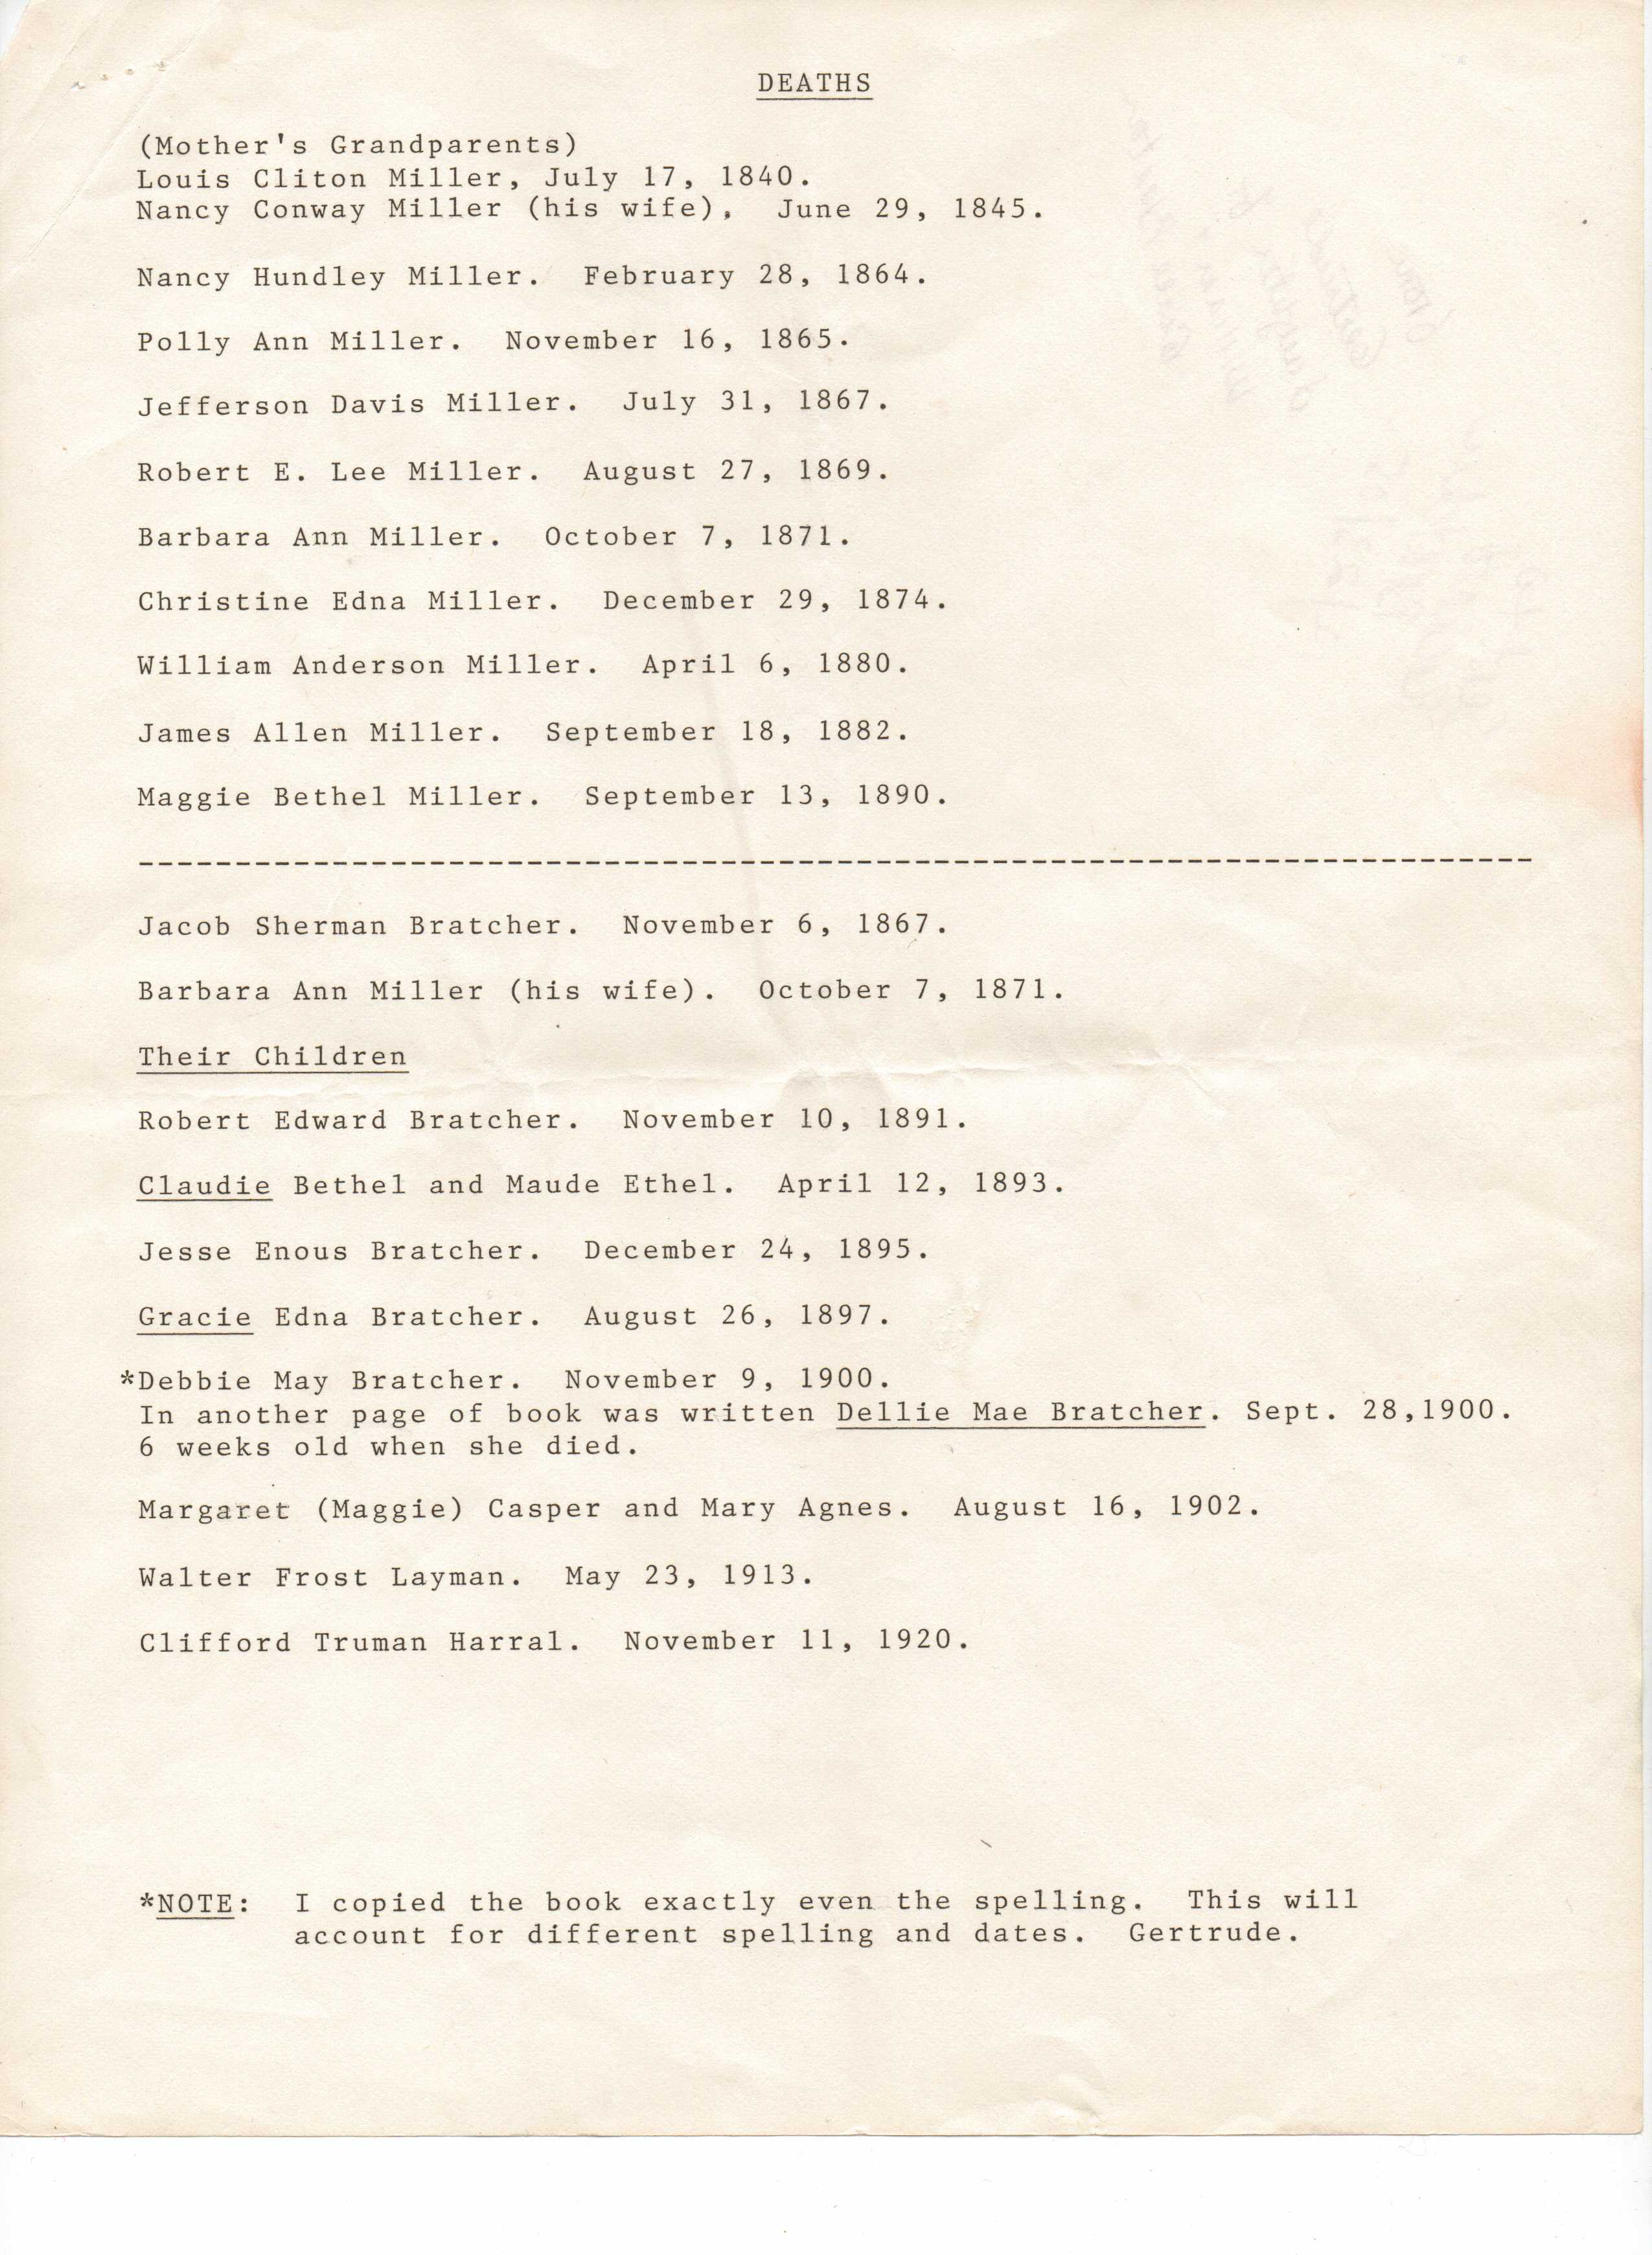 DEATHS
(Mother's Grandparents)
Louis Cliton Miller, July 17, 1840.
Nancy Conway Miller (his wife), June 29, 1845.
Nancy Hundley Miller. February 28, 1864.
Polly Ann Miller. November 16, 1865.
Jefferson Davis Miller. July 31, 1867.
Robert E. Lee Miller. August 27, 1869.
Barbara Ann Miller. October 7, 1871.
Christine Edna Miller. December 29, 1874.
William Anderson Miller. April 6, 1880.
James Allen Miller. September 18, 1882.
Maggie Bethel Miller. September 13, 1890.
------------------------------------------------------------------------
Jacob Sherman Bratcher. November 6, 1867.
Barbara Ann Miller (his wife). October 7, 1871.
Their Children
Robert Edward Bratcher. November 10, 1891.
Claudie Bethel and Maude Ethel. April 12, 1893.
Jesse Enous Bratcher. December 24, 1895.
Gracie Edna Bratcher. August 26, 1897.
*Debbie May Bratcher. November 9, 1900.
In another page of book was written Dellie Mae Bratcher. Sept. 28,1900.
6 weeks old when she died.
Margaret (Maggie) Casper and Mary Agnes. August 16, 1902.
Walter Frost Layman. May 23, 1913.
Clifford Truman Harral. November 11, 1920.
*NOTE: I copied the book exactly even the spelling. This will
account for different spelling and dates. Gertrude.